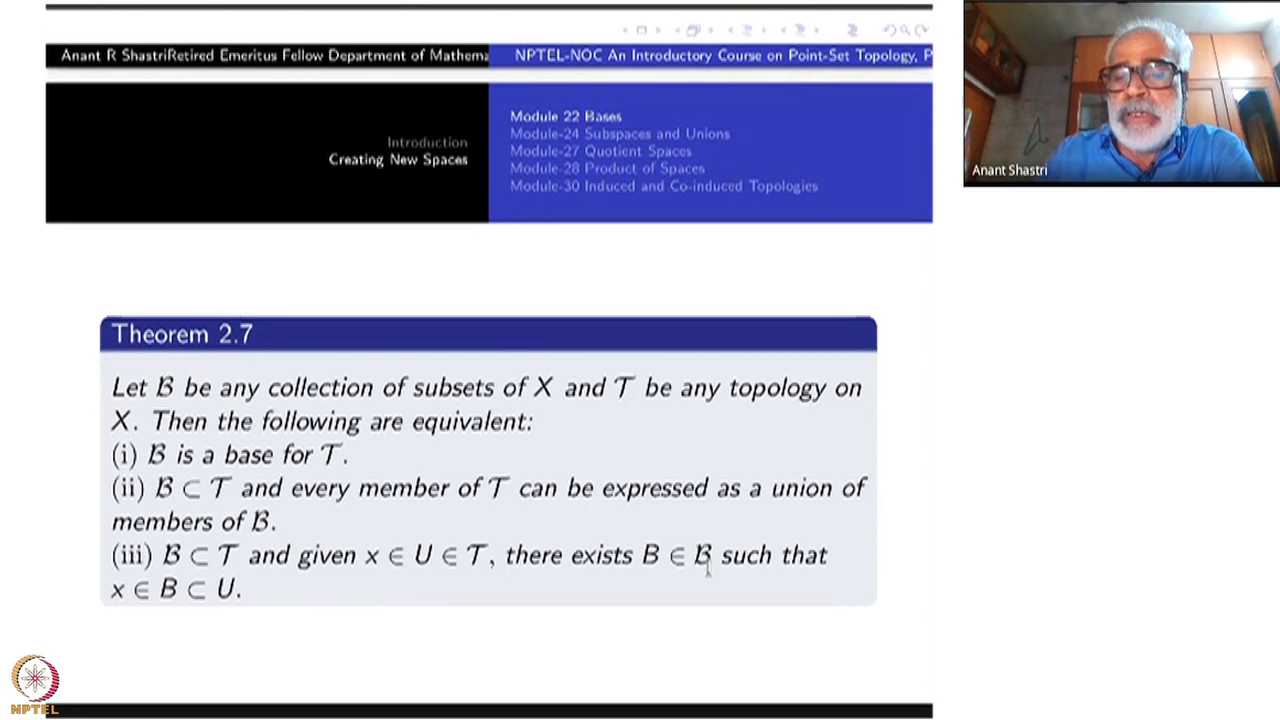 Anant R ShastriRetired Emeritus Fellow Department of Mathema
NPTEL-NOC An Introductory Course on Point-Set Topology, P
Introduction
Creating New Spaces
Module 22 Bases
Module-24 Subspaces and Unions
Module-27 Quotient Spaces
Module-28 Product of Spaces
Module-30 Induced and Co-induced Topologies
Anant Shastri
Theorem 2.7
Let ℬ be any collection of subsets of X and 𝒯 be any topology on
X. Then the following are equivalent:
(i) ℬ is a base for 𝒯.
(ii) ℬ ⊂ 𝒯 and every member of 𝒯 can be expressed as a union of
members of ℬ.
(iii) ℬ ⊂ 𝒯 and given x ∈ U ∈ 𝒯, there exists B ∈ ℬ such that
x ∈ B ⊂ U.
NPTEL